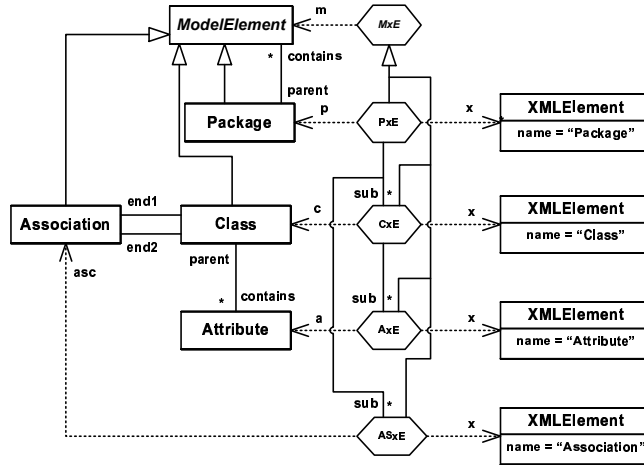 m
ModelElement
MxE
* contains
parent
p
x
XMLElement
*
Package
PxE
name = "Package"
sub *
end1
c
x
XMLElement
Association
Class
CxE
name = "Class"
end2
parent
asc
sub *
* contains
a
x
XMLElement
Attribute
AxE
name = "Attribute"
sub *
x
XMLElement
ASxE
name = "Association"